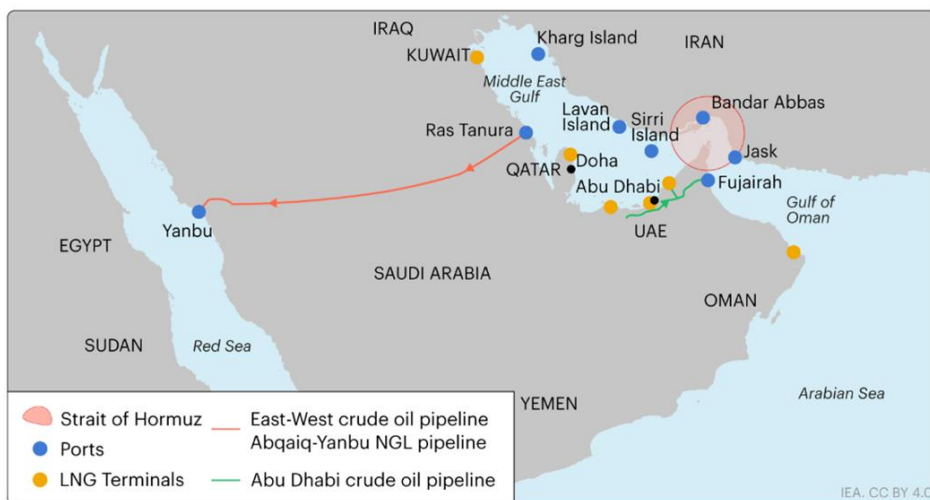 IRAQ
KUWAIT
Kharg Island
IRAN
Middle East
Gulf
Bandar Abbas
Lavan
Island
Sirri
Island
Ras Tanura
Jask
Doha
QATAR
Abu Dhabi
Fujairah
Gulf of
Oman
Yanbu
UAE
EGYPT
SAUDI ARABIA
OMAN
SUDAN
Red Sea
Arabian Sea
YEMEN
Strait of Hormuz
Ports
LNG Terminals
East-West crude oil pipeline
Abqaiq-Yanbu NGL pipeline
Abu Dhabi crude oil pipeline
IEA. CC BY 4.0